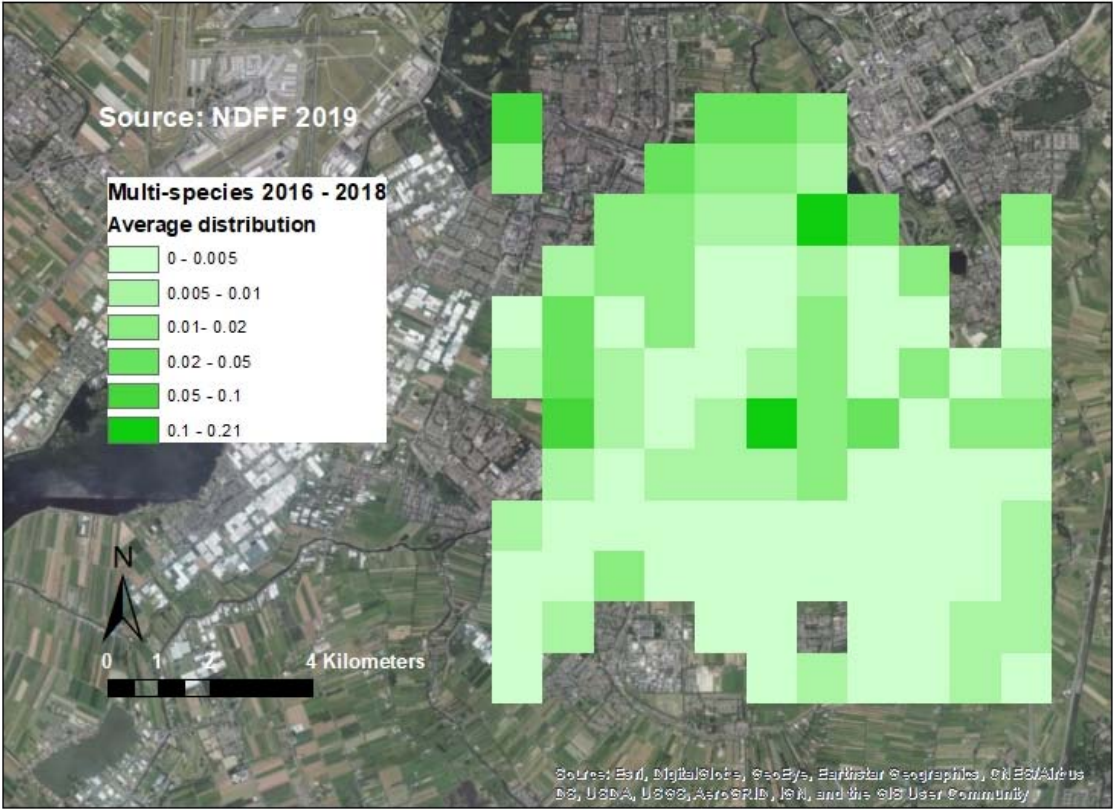 Source: NDFF 2019
Multi-species 2016 - 2018
Average distribution
0 - 0.005
0.005 - 0.01
0.01- 0.02
0.02 - 0.05
0.05 - 0.1
0.1 - 0.21
N
0 1 2 4 Kilometers
Source: Esri, DigitalGlobe, GeoEye, Earthstar Geographics, CNES/Airbus
DS, USDA, USGS, AeroGRID, IGN, and the GIS User Community